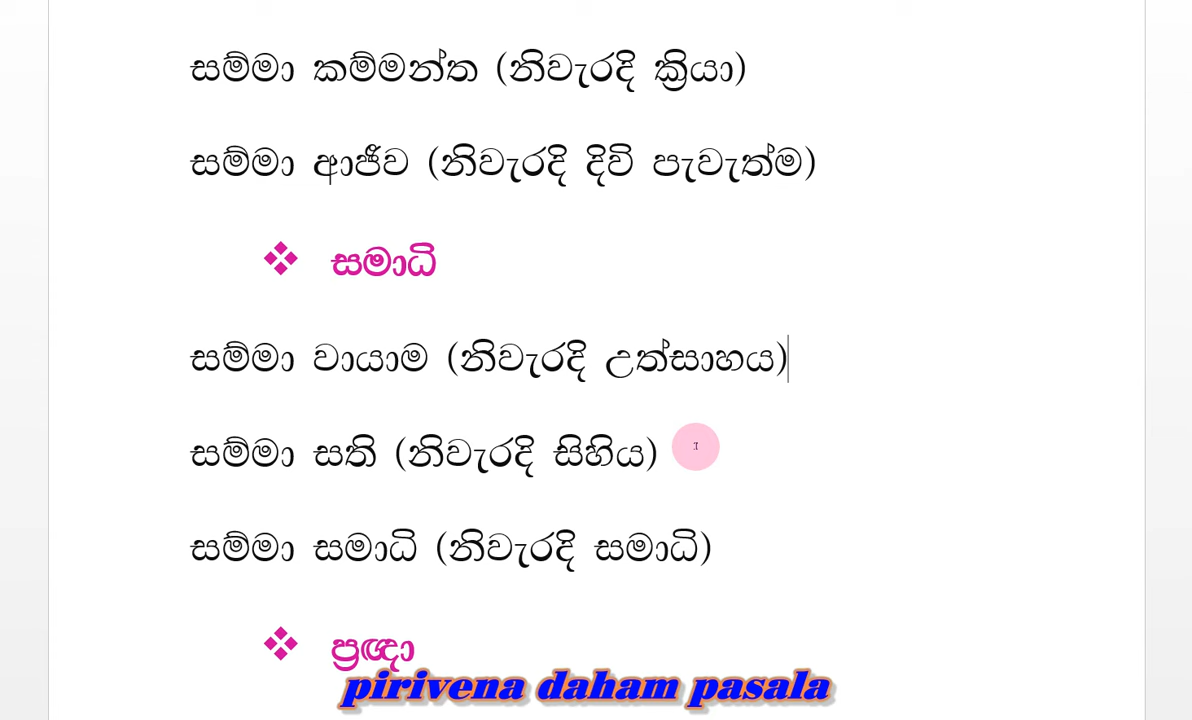 සම්මා කම්මන්ත (නිවැරදි ක්‍රියා)
සම්මා ආජීව (නිවැරදි දිවි පැවැත්ම)
❖ සමාධි
සම්මා වායාම (නිවැරදි උත්සාහය)
සම්මා සති (නිවැරදි සිහිය)
සම්මා සමාධි (නිවැරදි සමාධි)
❖ ප්‍රඥා
pirivena daham pasala